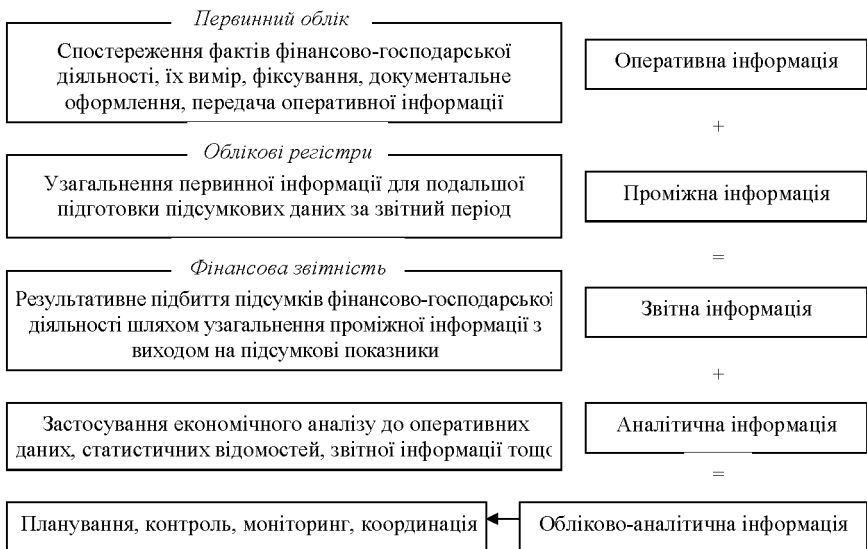 Первинний облік
Спостереження фактів фінансово-господарської
діяльності, їх вимір, фіксування, документальне
оформлення, передача оперативної інформації
Оперативна інформація
+
Облікові регістри
Узагальнення первинної інформації для подальшої
підготовки підсумкових даних за звітний період
Проміжна інформація
=
Фінансова звітність
Результативне підбиття підсумків фінансово-господарської
діяльності шляхом узагальнення проміжної інформації з
виходом на підсумкові показники
Звітна інформація
+
Застосування економічного аналізу до оперативних
даних, статистичних відомостей, звітної інформації тощо
Аналітична інформація
=
Планування, контроль, моніторинг, координація
Обліково-аналітична інформація